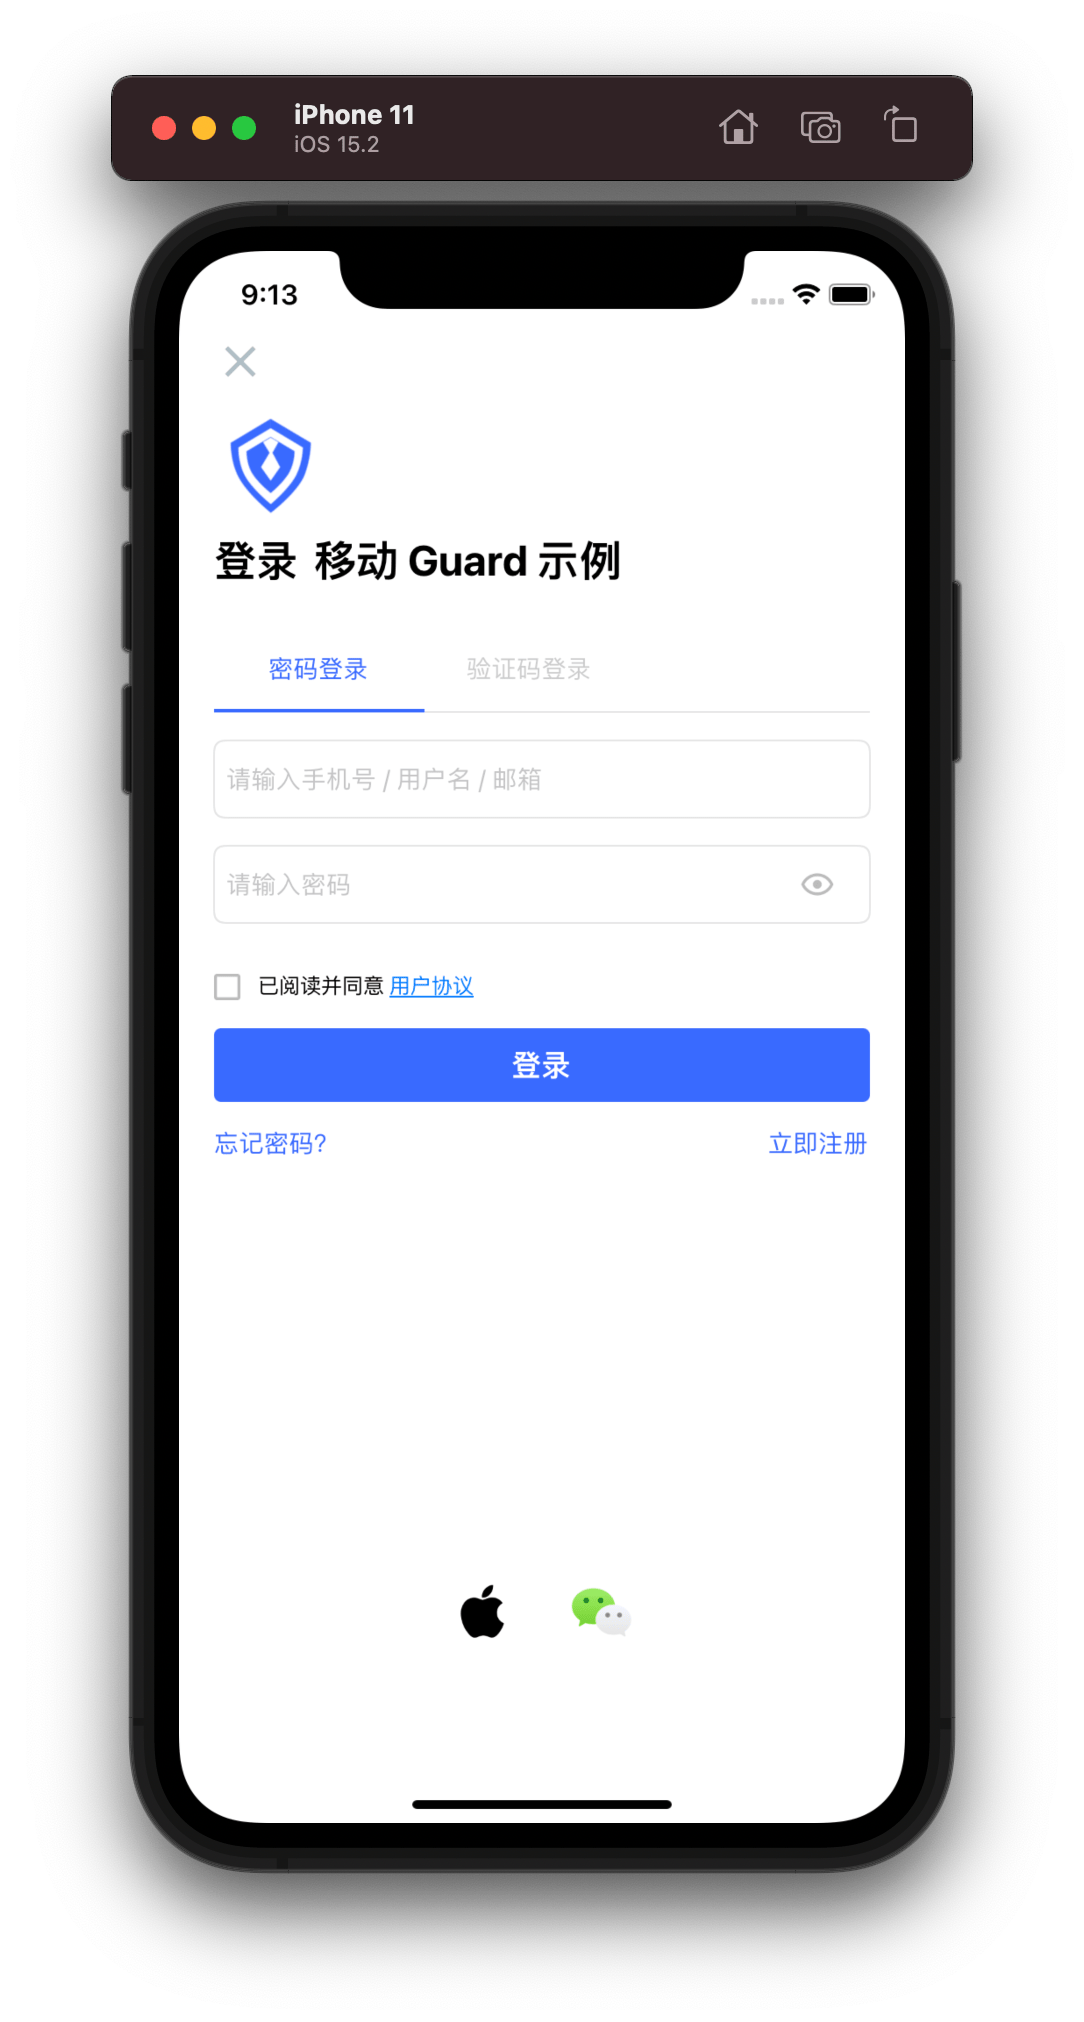 iPhone 11
iOS 15.2
9:13
登录 移动 Guard 示例
密码登录 验证码登录
请输入手机号 / 用户名 / 邮箱
请输入密码
已阅读并同意 用户协议
登录
忘记密码? 立即注册